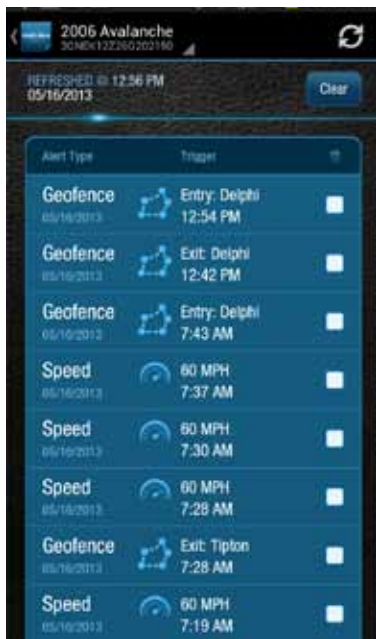 2006 Avalanche
REFRESHED @ 12:56 PM
05/16/2013
Clear
Alert Type Trigger
Geofence Entry: Delphi
05/16/2013 12:54 PM
Geofence Exit: Delphi
05/16/2013 12:42 PM
Geofence Entry: Delphi
05/16/2013 7:43 AM
Speed 60 MPH
05/16/2013 7:37 AM
Speed 60 MPH
05/16/2013 7:30 AM
Speed 60 MPH
05/16/2013 7:28 AM
Geofence Exit: Tipton
05/16/2013 7:28 AM
Speed 60 MPH
05/16/2013 7:19 AM